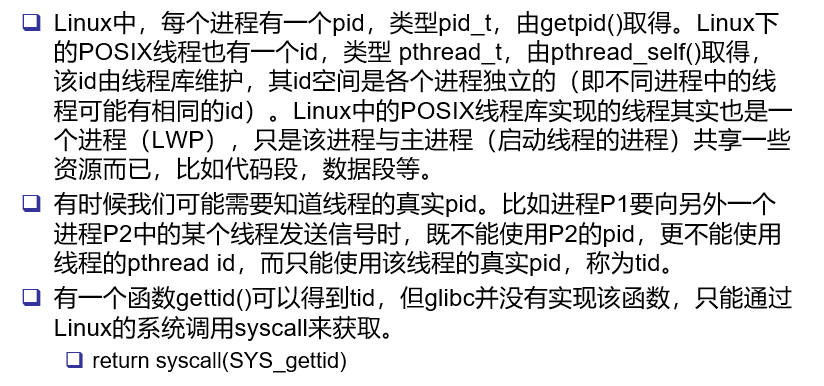 Linux中，每个进程有一个pid，类型pid_t，由getpid()取得。Linux下
的POSIX线程也有一个id，类型 pthread_t，由pthread_self()取得，
该id由线程库维护，其id空间是各个进程独立的（即不同进程中的线
程可能有相同的id）。Linux中的POSIX线程库实现的线程其实也是一
个进程（LWP），只是该进程与主进程（启动线程的进程）共享一些
资源而已，比如代码段，数据段等。
有时候我们可能需要知道线程的真实pid。比如进程P1要向另外一个
进程P2中的某个线程发送信号时，既不能使用P2的pid，更不能使用
线程的pthread id，而只能使用该线程的真实pid，称为tid。
有一个函数gettid()可以得到tid，但glibc并没有实现该函数，只能通过
Linux的系统调用syscall来获取。
return syscall(SYS_gettid)